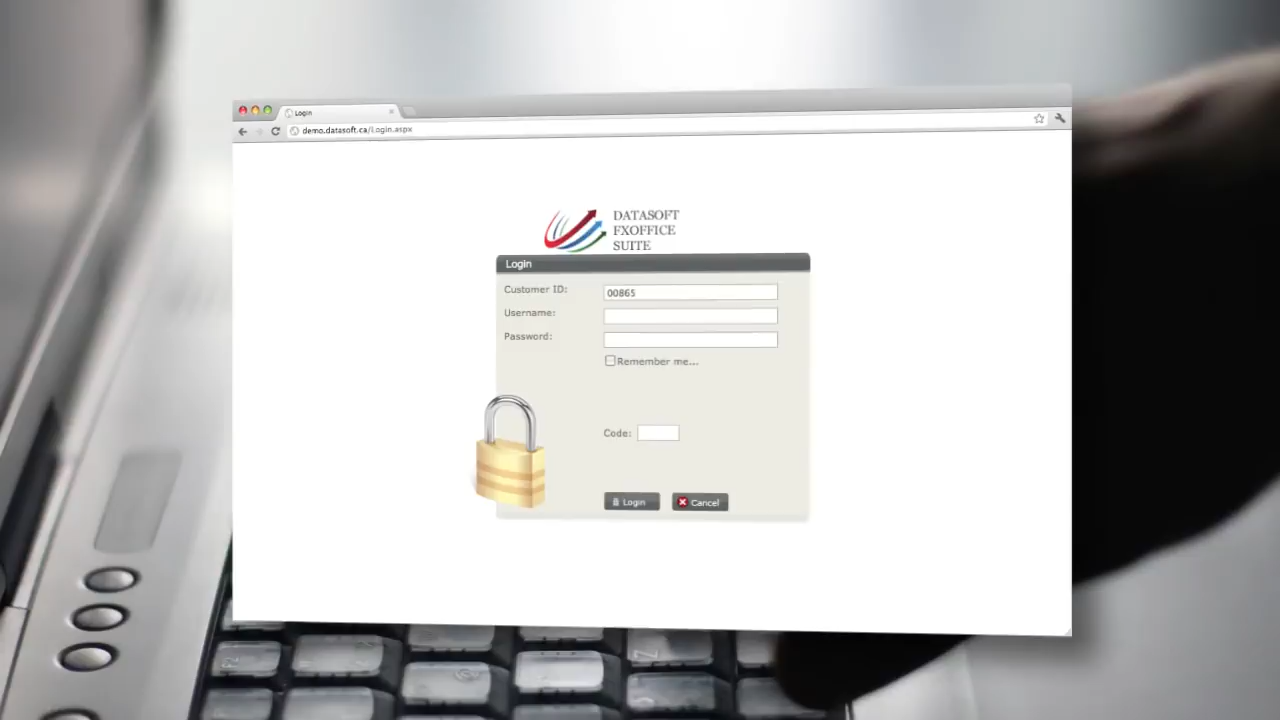 Login
demo.datasoft.ca/Login.aspx
DATASOFT
FXOFFICE
SUITE
Login
Customer ID:
00865
Username:
Password:
Remember me...
Code:
Login
Cancel